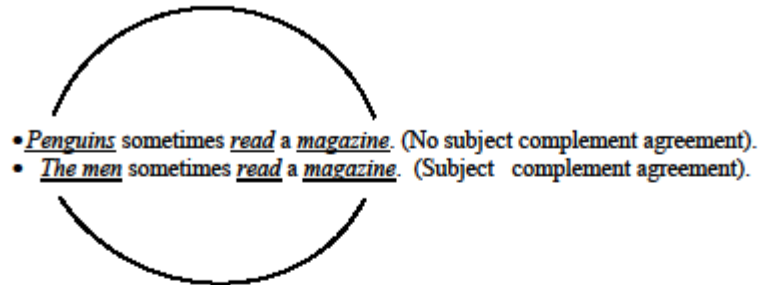 •Penguins sometimes read a magazine. (No subject complement agreement).
• The men sometimes read a magazine. (Subject complement agreement).